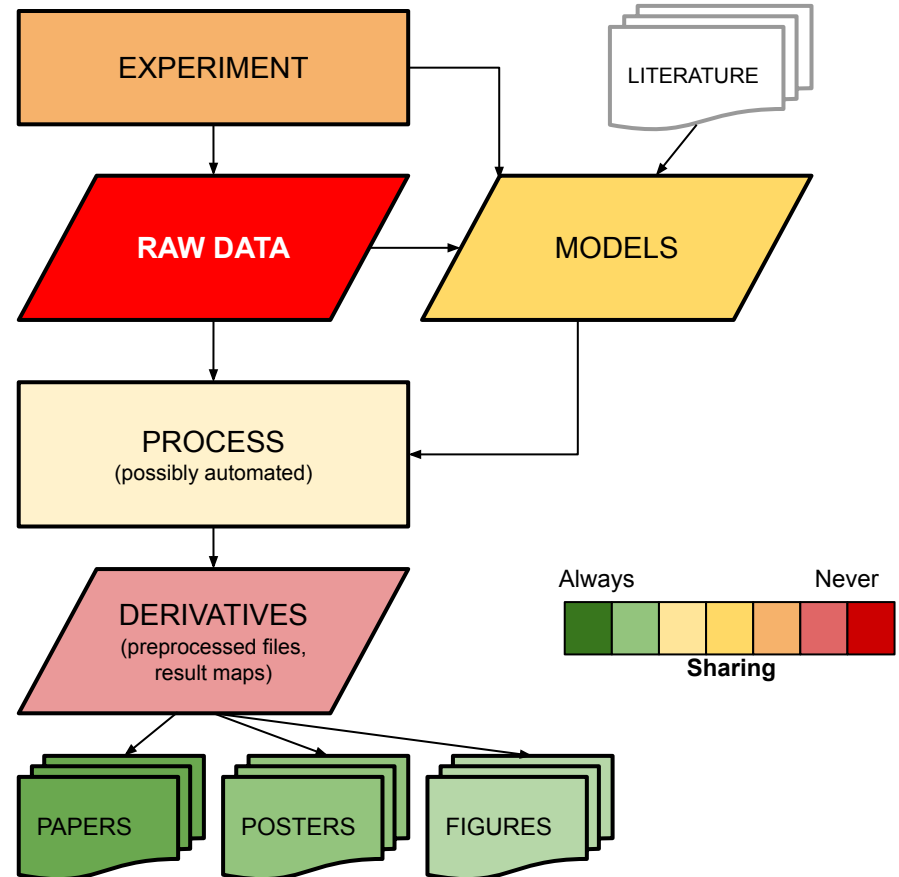 EXPERIMENT
LITERATURE
RAW DATA
MODELS
PROCESS
(possibly automated)
DERIVATIVES
(preprocessed files,
result maps)
Always
Never
Sharing
PAPERS
POSTERS
FIGURES